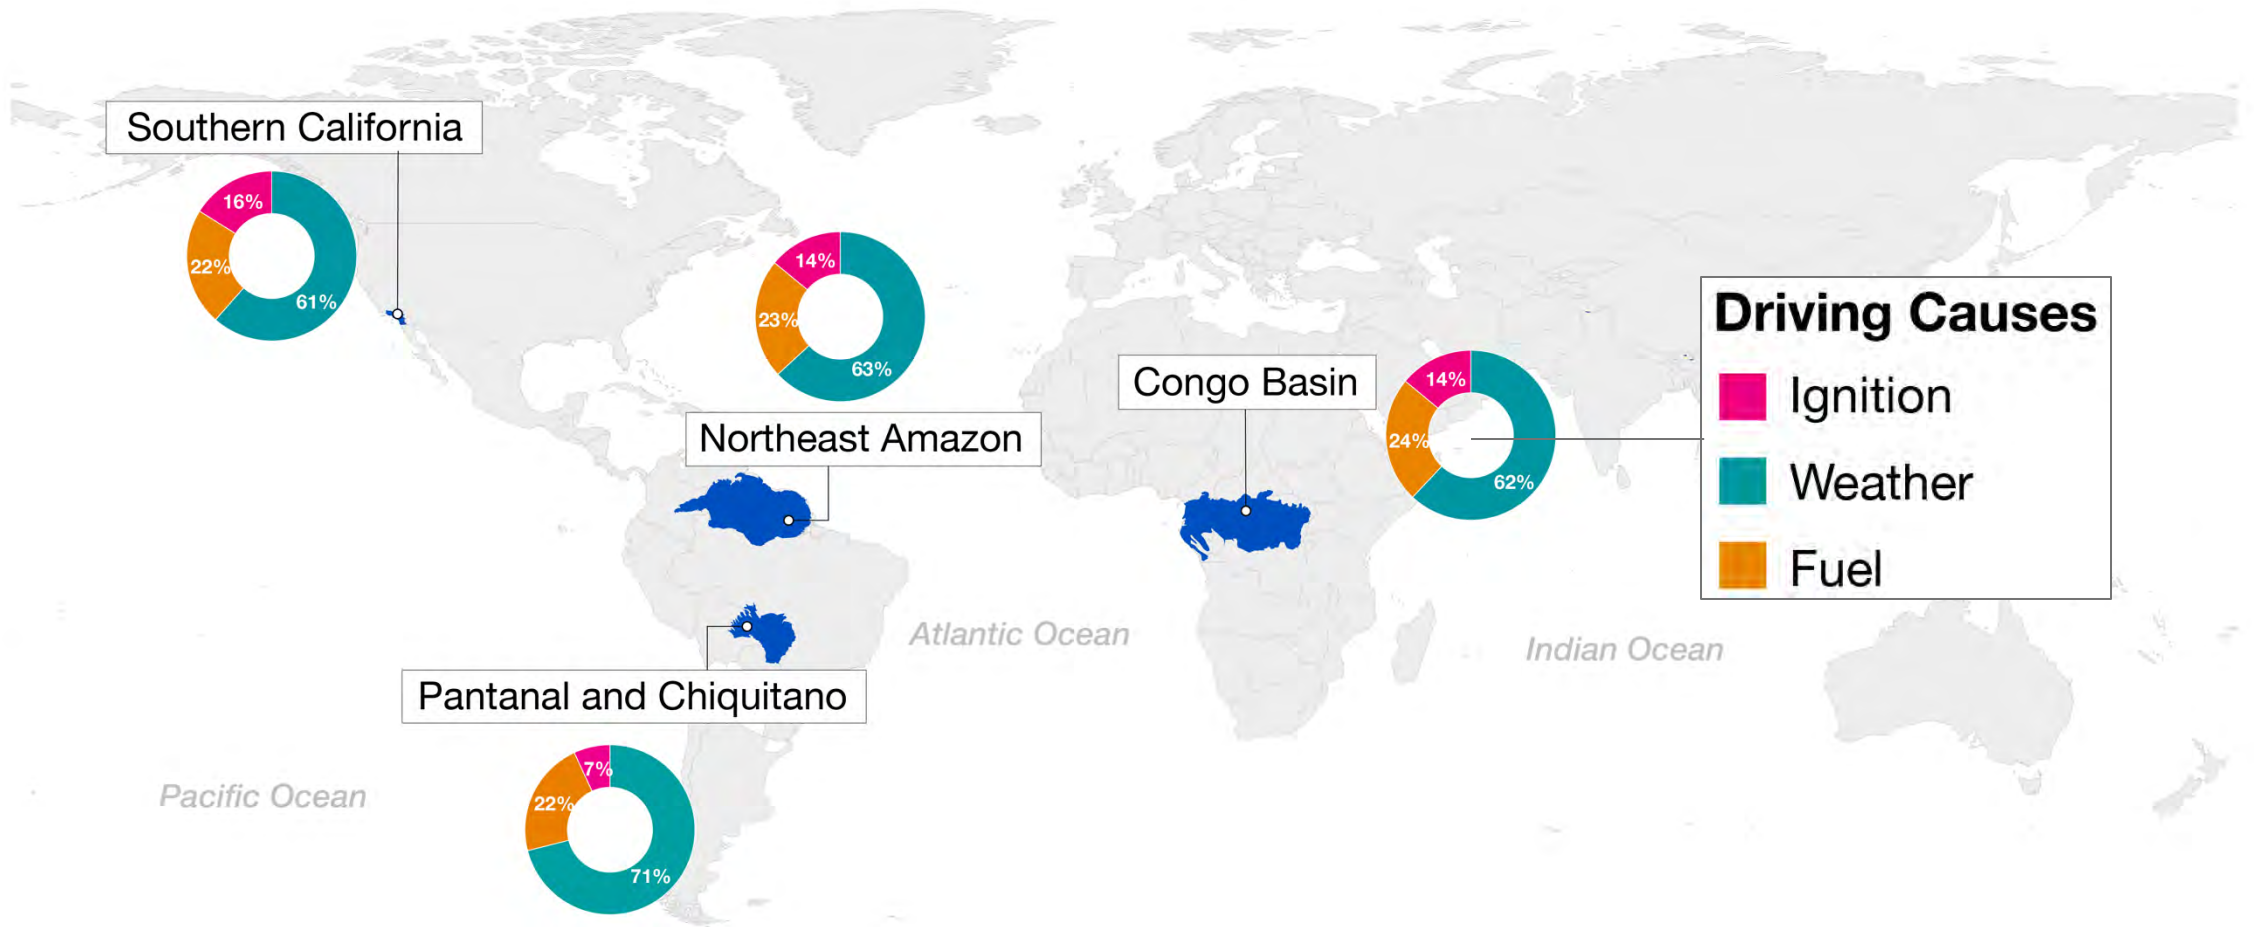 Southern California
16%
22%
61%
14%
23%
63%
Northeast Amazon
Congo Basin
14%
24%
62%
Driving Causes
Ignition
Weather
Fuel
Atlantic Ocean
Indian Ocean
Pantanal and Chiquitano
7%
22%
71%
Pacific Ocean